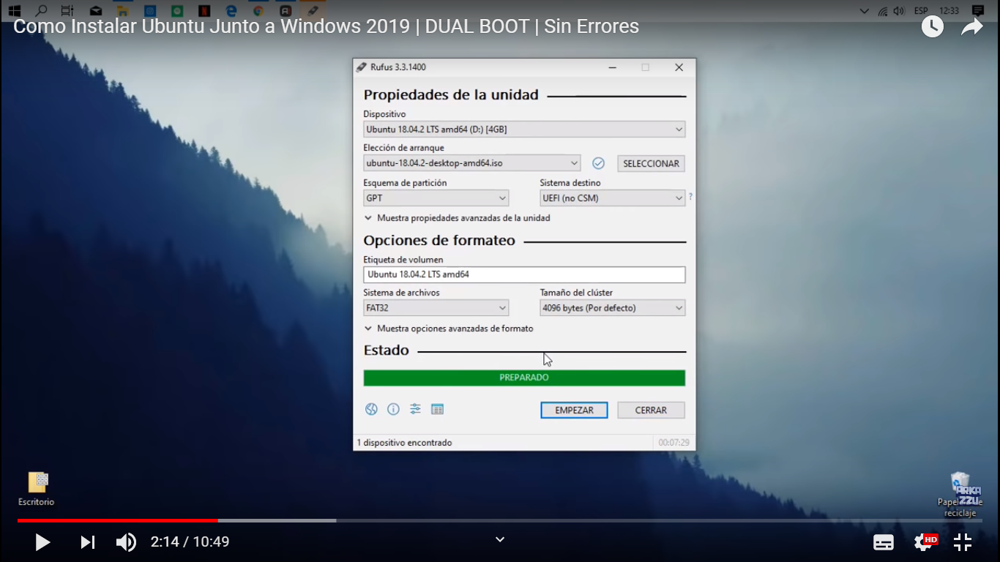 ESP 12:33
Como Instalar Ubuntu Junto a Windows 2019 | DUAL BOOT | Sin Errores
Rufus 3.3.1400
Propiedades de la unidad
Dispositivo
Ubuntu 18.04.2 LTS amd64 (D:) [4GB]
Elección de arranque
ubuntu-18.04.2-desktop-amd64.iso
SELECCIONAR
Esquema de partición Sistema destino
GPT UEFI (no CSM) ?
Muestra propiedades avanzadas de la unidad
Opciones de formateo
Etiqueta de volumen
Ubuntu 18.04.2 LTS amd64
Sistema de archivos Tamaño del clúster
FAT32 4096 bytes (Por defecto)
Muestra opciones avanzadas de formato
Estado
PREPARADO
EMPEZAR CERRAR
1 dispositivo encontrado 00:07:29
Escritorio
ARKA
ZZU
reciclaje
2:14 / 10:49
HD